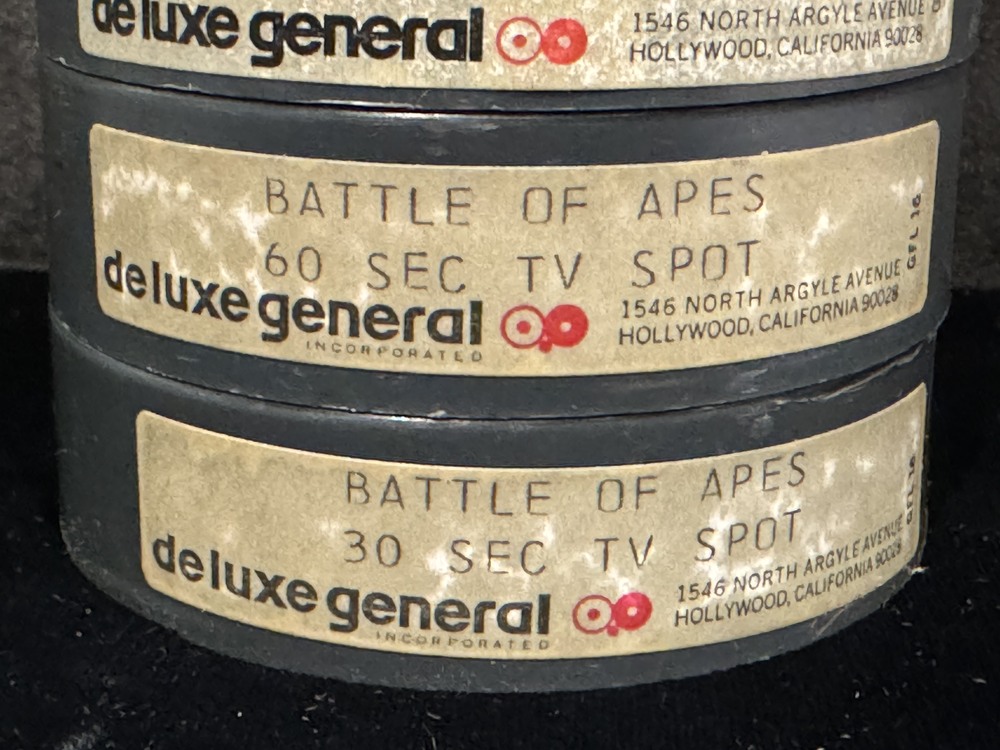 deluxe general
1546 NORTH ARGYLE AVENUE
HOLLYWOOD, CALIFORNIA 90028
BATTLE OF APES
60 SEC TV SPOT
deluxe general
INCORPORATED
1546 NORTH ARGYLE AVENUE
HOLLYWOOD, CALIFORNIA 90028
GFL 16
BATTLE OF APES
30 SEC TV SPOT
deluxe general
INCORPORATED
1546 NORTH ARGYLE AVENUE
HOLLYWOOD, CALIFORNIA 90028